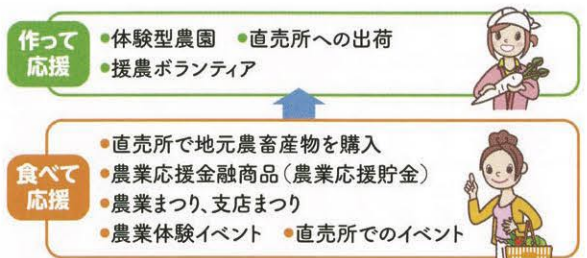 作って
応援
●体験型農園 ●直売所への出荷
●援農ボランティア
食べて
応援
●直売所で地元農畜産物を購入
●農業応援金融商品（農業応援貯金）
●農業まつり、支店まつり
●農業体験イベント ●直売所でのイベント